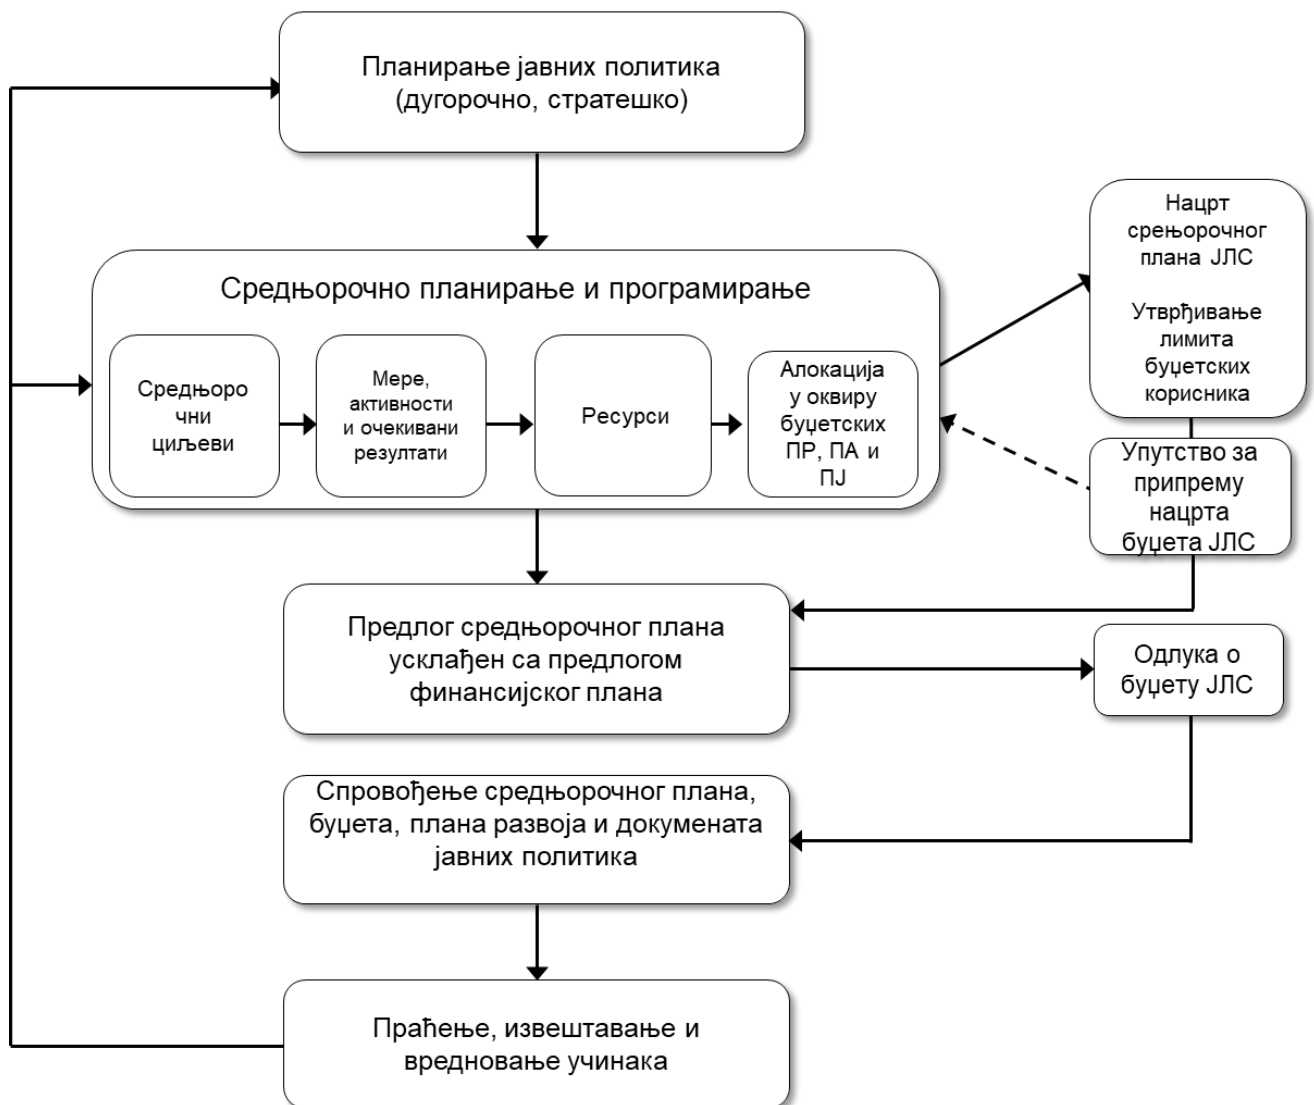 Планирање јавних политика
(дугорочно, стратешко)
Средњорочно планирање и програмирање
Средњоро
чни
циљеви
Мере,
активности
и очекивани
резултати
Ресурси
Алокација
у оквиру
буџетских
ПР, ПА и
ПЈ
Нацрт
срењорочног
плана ЈЛС
Утврђивање
лимита
буџетских
корисника
Упутство за
припрему
нацрта
буџета ЈЛС
Предлог средњорочног плана
усклађен са предлогом
финансијског плана
Одлука о
буџету ЈЛС
Спровођење средњорочног плана,
буџета, плана развоја и докумената
јавних политика
Праћење, извештавање и
вредновање учинака